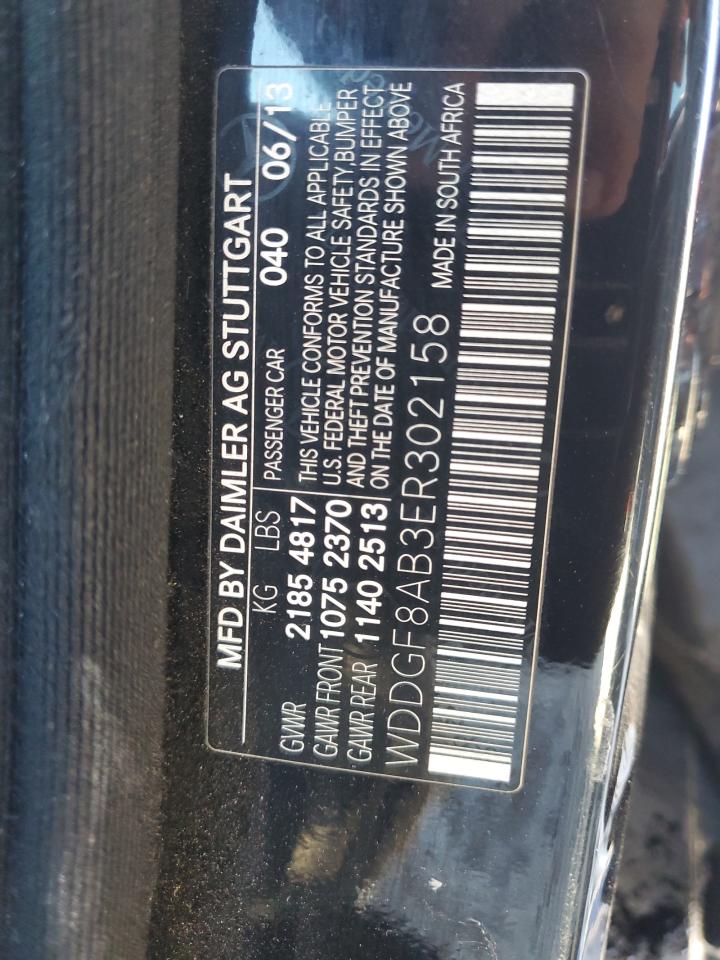 MFD BY DAIMLER AG STUTTGART
KG LBS PASSENGER CAR 040 06/13
GVWR 2185 4817 THIS VEHICLE CONFORMS TO ALL APPLICABLE
GAWR FRONT 1075 2370 U.S. FEDERAL MOTOR VEHICLE SAFETY,BUMPER
GAWR REAR 1140 2513 AND THEFT PREVENTION STANDARDS IN EFFECT
ON THE DATE OF MANUFACTURE SHOWN ABOVE
WDDGF8AB3ER302158 MADE IN SOUTH AFRICA